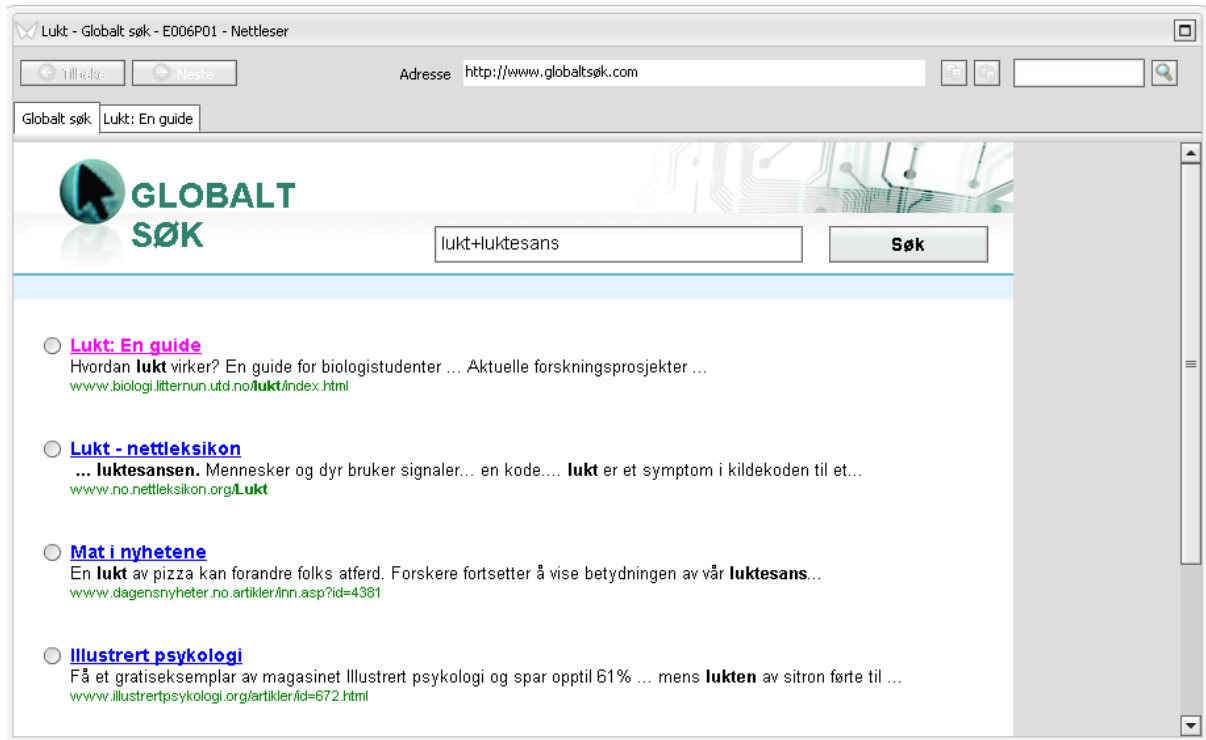 Lukt - Globalt søk - E006P01 - Nettleser
Tilbake Neste Adresse http://www.globaltsøk.com
Globalt søk Lukt: En guide
GLOBALT
SØK
lukt+luktesans Søk
Lukt: En guide
Hvordan lukt virker? En guide for biologistudenter ... Aktuelle forskningsprosjekter ...
www.biologi.litternun.utd.no/lukt/index.html
Lukt - nettleksikon
... luktesansen. Mennesker og dyr bruker signaler... en kode.... lukt er et symptom i kildekoden til et...
www.no.nettleksikon.org/Lukt
Mat i nyhetene
En lukt av pizza kan forandre folks atferd. Forskere fortsetter å vise betydningen av vår luktesans...
www.dagensnyheter.no.artikler/inn.asp?id=4381
Illustrert psykologi
Få et gratiseksemplar av magasinet Illustrert psykologi og spar opptil 61% ... mens lukten av sitron førte til ...
www.illustrertpsykologi.org/artikler/id=672.html